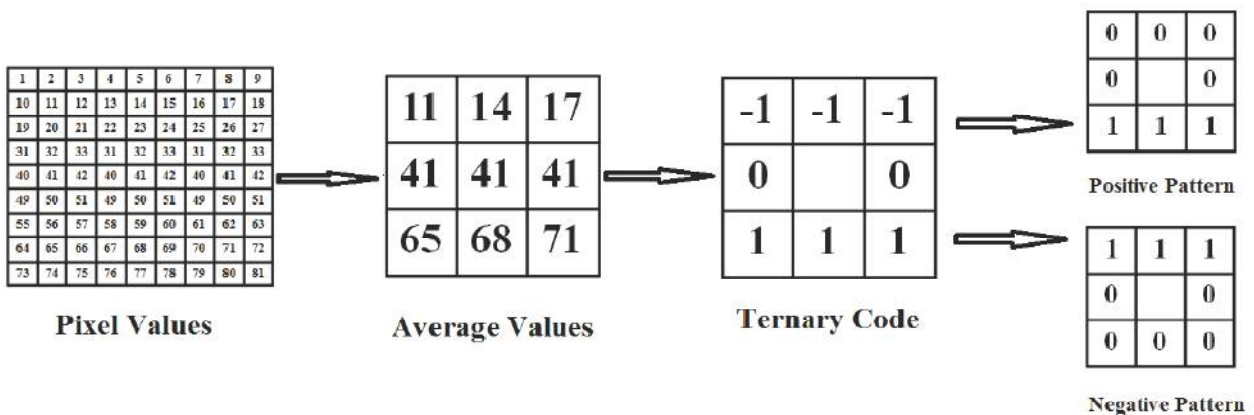 1 2 3 4 5 6 7 8 9
10 11 12 13 14 15 16 17 18
19 20 21 22 23 24 25 26 27
31 32 33 31 32 33 31 32 33
40 41 42 40 41 42 40 41 42
49 50 51 49 50 51 49 50 51
55 56 57 58 59 60 61 62 63
64 65 66 67 68 69 70 71 72
73 74 75 76 77 78 79 80 81
Pixel Values
11 14 17
41 41 41
65 68 71
Average Values
-1 -1 -1
0 0
1 1 1
Ternary Code
0 0 0
0 0
1 1 1
Positive Pattern
1 1 1
0 0
0 0 0
Negative Pattern